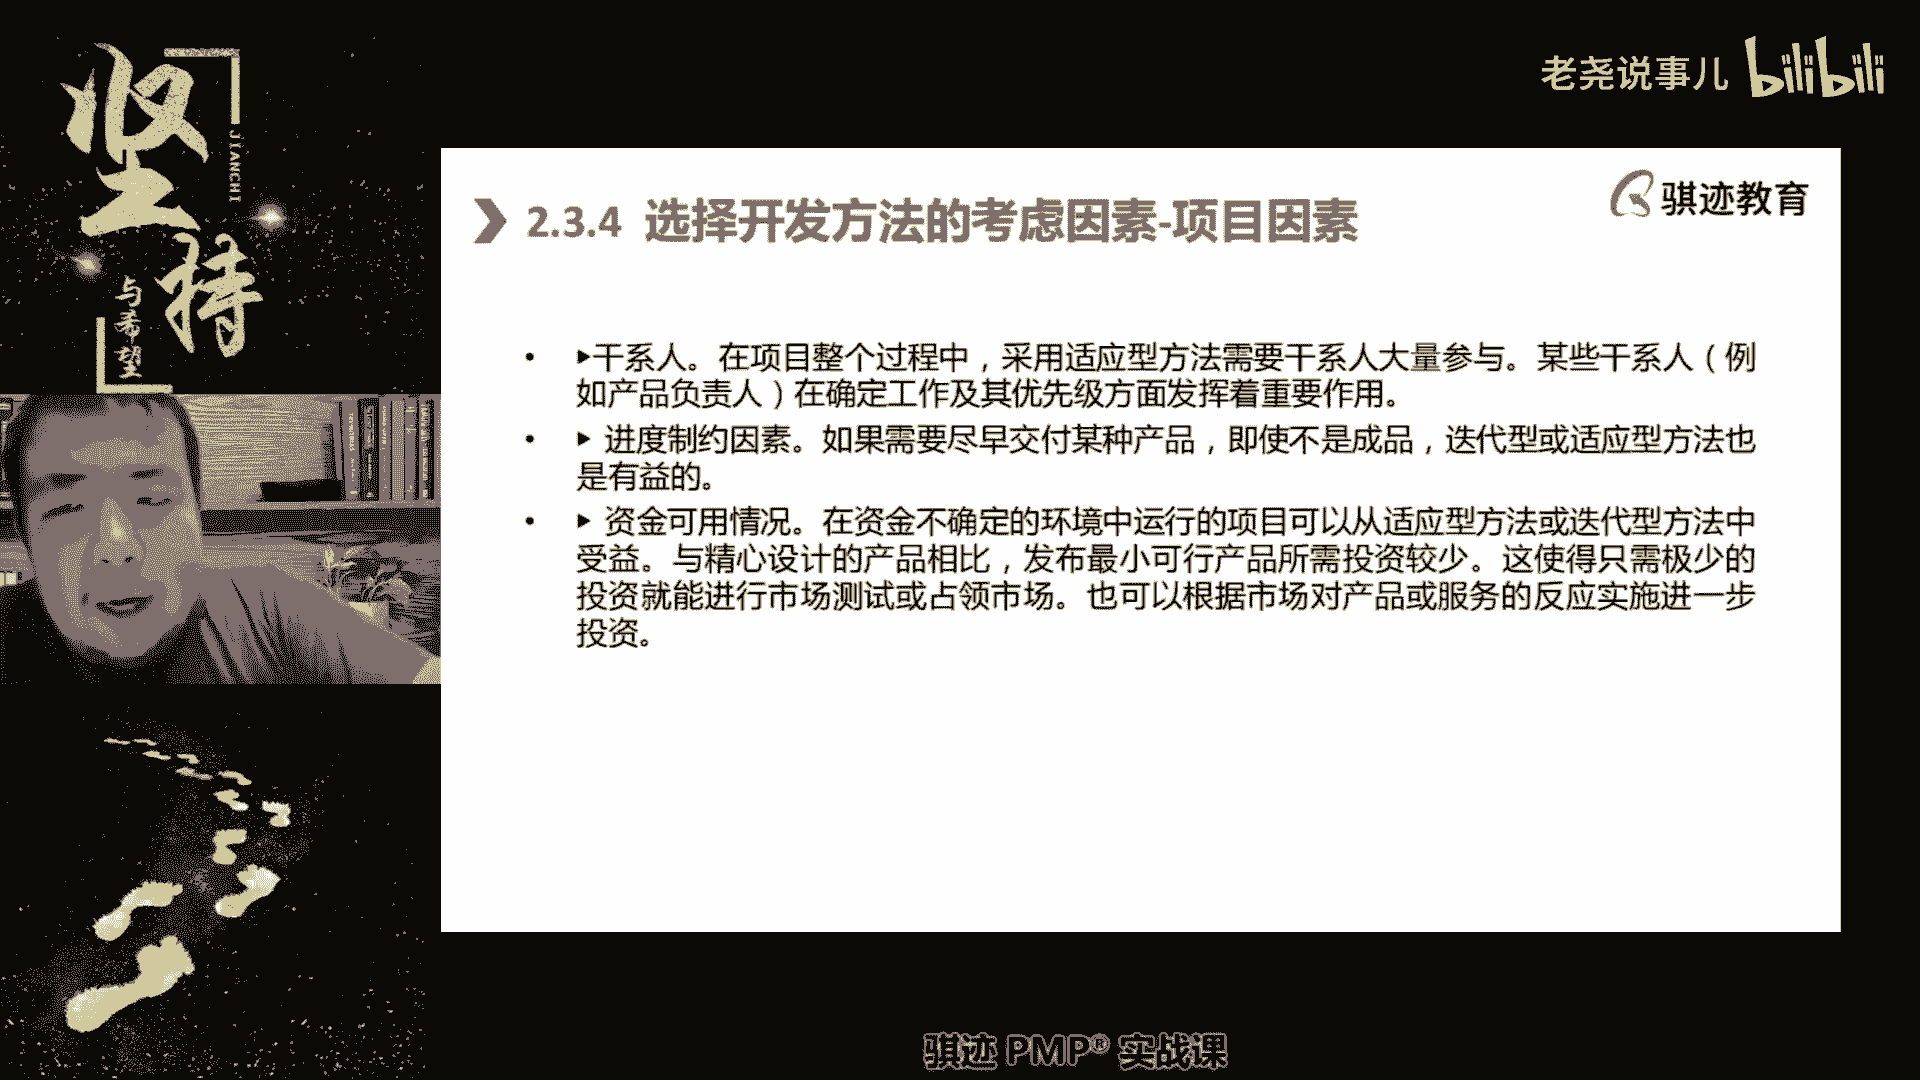 坚持
JIANCHI
与希望
老尧说事儿 bilibili
骐迹教育
2.3.4 选择开发方法的考虑因素-项目因素
• ▶干系人。在项目整个过程中，采用适应型方法需要干系人大量参与。某些干系人（例
如产品负责人）在确定工作及其优先级方面发挥着重要作用。
• ▶ 进度制约因素。如果需要尽早交付某种产品，即使不是成品，迭代型或适应型方法也
是有益的。
• ▶ 资金可用情况。在资金不确定的环境中运行的项目可以从适应型方法或迭代型方法中
受益。与精心设计的产品相比，发布最小可行产品所需投资较少。这使得只需极少的
投资就能进行市场测试或占领市场。也可以根据市场对产品或服务的反应实施进一步
投资。
骐迹 PMP® 实战课